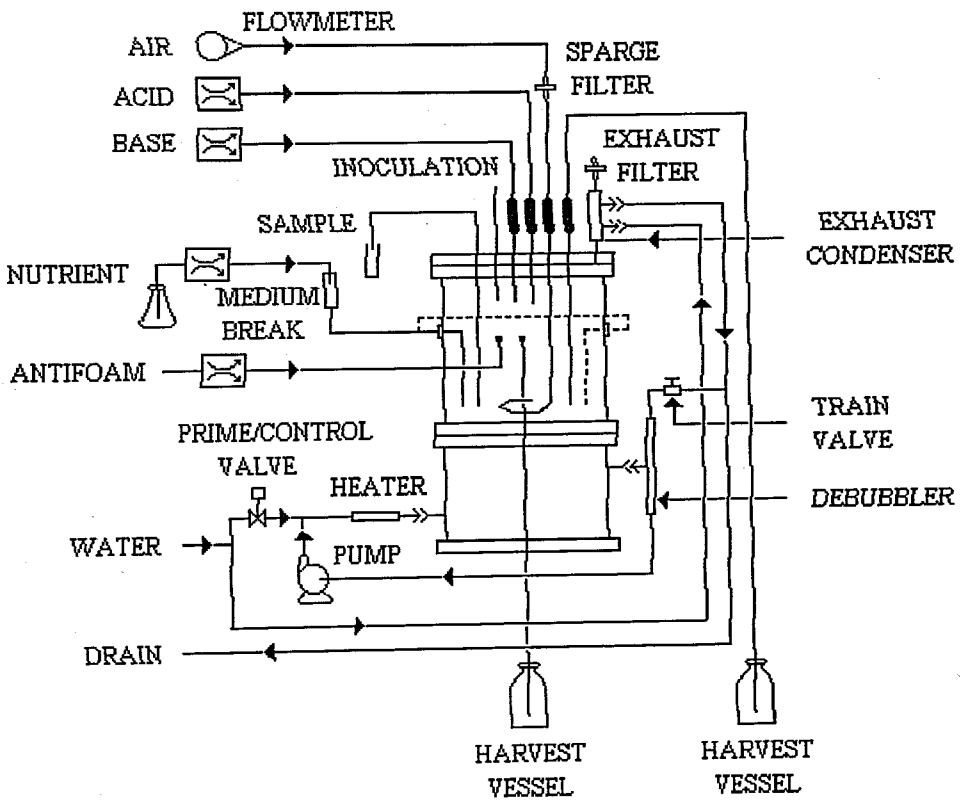 FLOWMETER
AIR
SPARGE
FILTER
ACID
BASE
INOCULATION
EXHAUST
FILTER
SAMPLE
EXHAUST
CONDENSER
NUTRIENT
MEDIUM
BREAK
ANTIFOAM
TRAIN
VALVE
PRIME/CONTROL
VALVE
HEATER
DEBUBBLER
WATER
PUMP
DRAIN
HARVEST
VESSEL
HARVEST
VESSEL